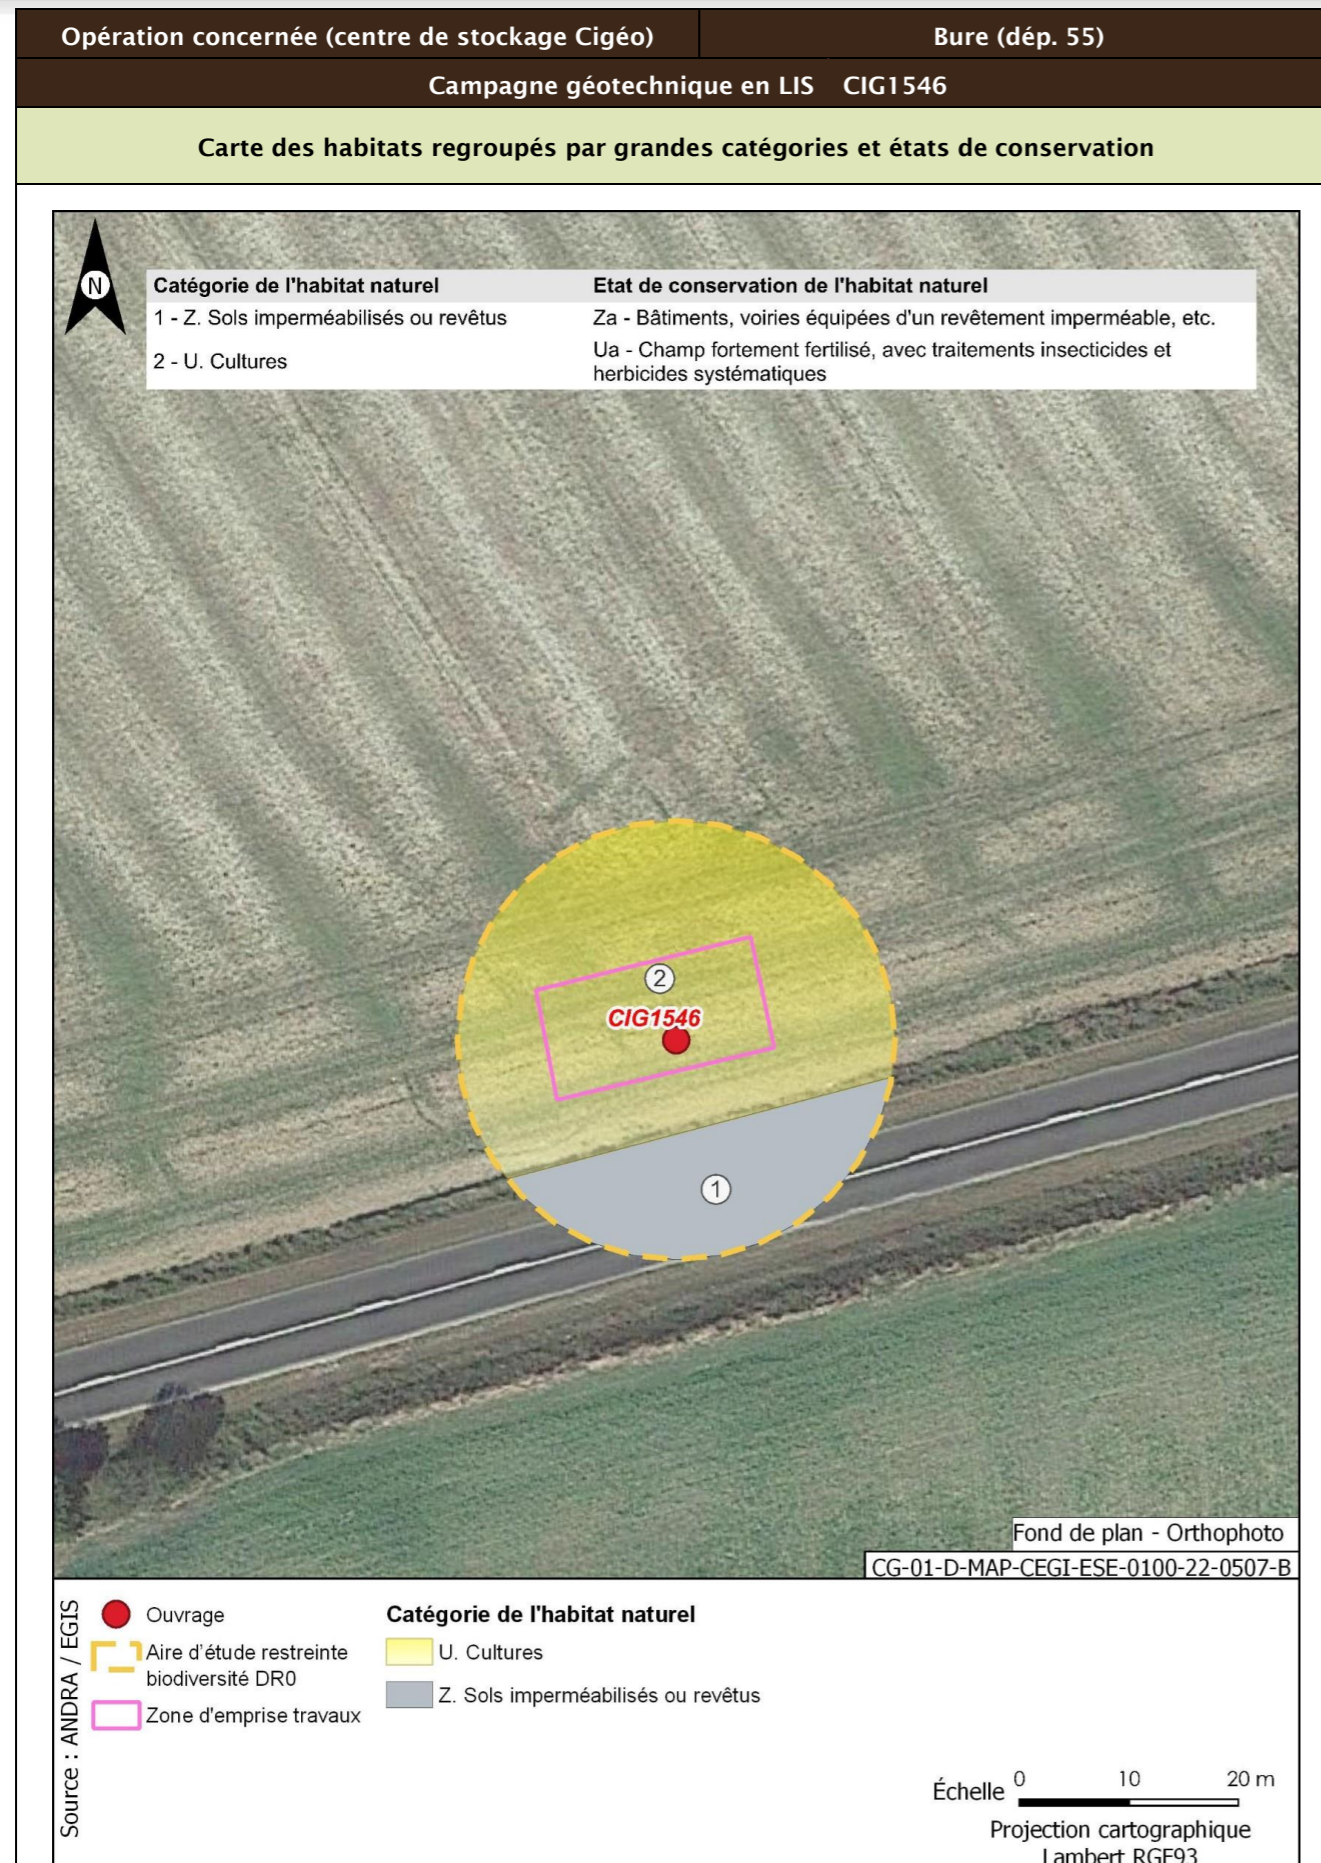 Opération concernée (centre de stockage Cigéo) Bure (dép. 55)
Campagne géotechnique en LIS CIG1546
Carte des habitats regroupés par grandes catégories et états de conservation
N
Catégorie de l'habitat naturel Etat de conservation de l'habitat naturel
1 - Z. Sols imperméabilisés ou revêtus Za - Bâtiments, voiries équipées d'un revêtement imperméable, etc.
2 - U. Cultures Ua - Champ fortement fertilisé, avec traitements insecticides et
herbicides systématiques
2
CIG1546
1
Fond de plan - Orthophoto
CG-01-D-MAP-CEGI-ESE-0100-22-0507-B
Source : ANDRA / EGIS
Ouvrage
Aire d'étude restreinte
biodiversité DR0
Zone d'emprise travaux
Catégorie de l'habitat naturel
U. Cultures
Z. Sols imperméabilisés ou revêtus
Échelle 0 10 20 m
Projection cartographique
Lambert RGF93